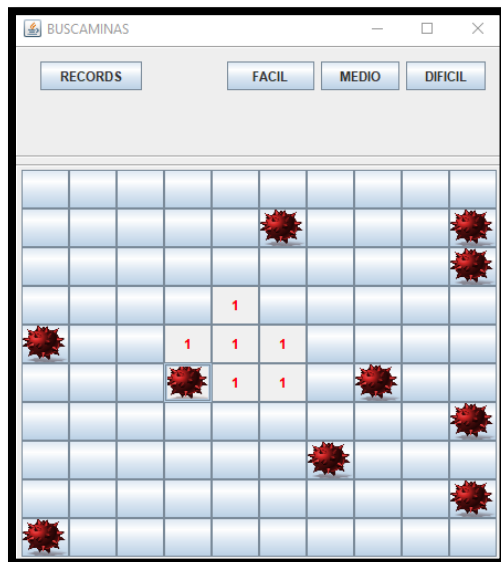 BUSCAMINAS
RECORDS FACIL MEDIO DIFICIL
1
1 1 1
1 1